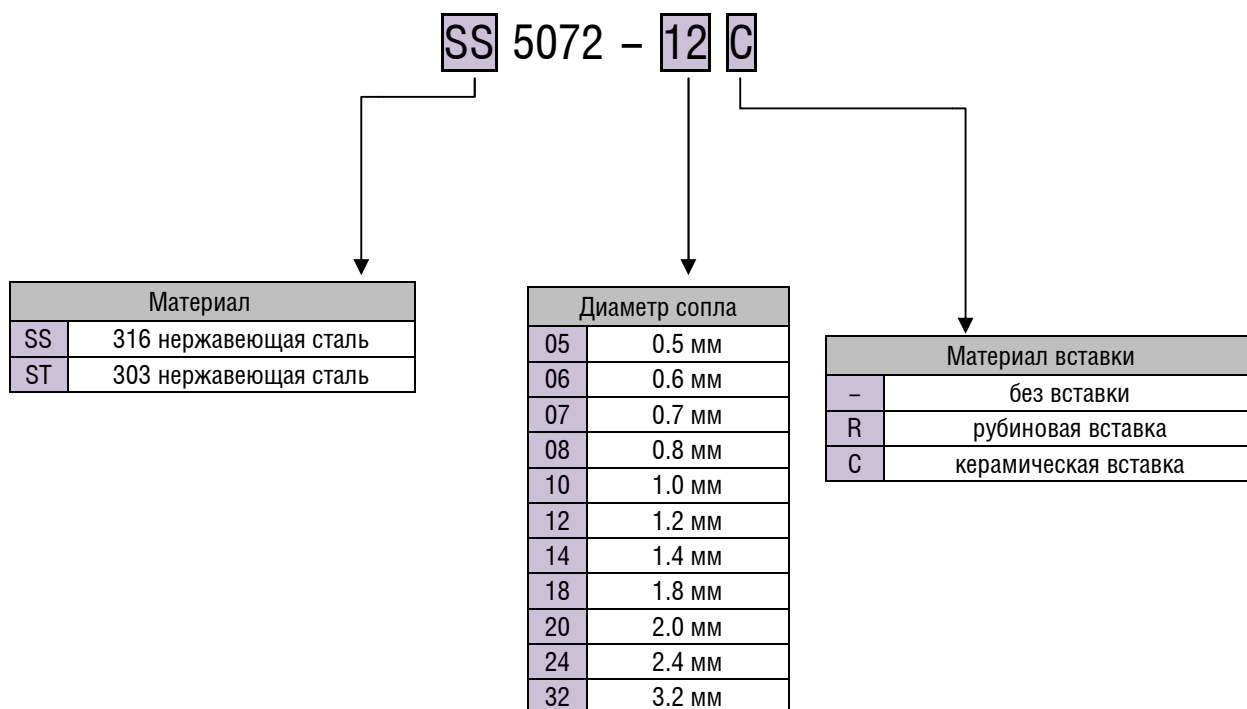 SS 5072 – 12 C
Материал
SS 316 нержавеющая сталь
ST 303 нержавеющая сталь
Диаметр сопла
05 0.5 мм
06 0.6 мм
07 0.7 мм
08 0.8 мм
10 1.0 мм
12 1.2 мм
14 1.4 мм
18 1.8 мм
20 2.0 мм
24 2.4 мм
32 3.2 мм
Материал вставки
– без вставки
R рубиновая вставка
C керамическая вставка